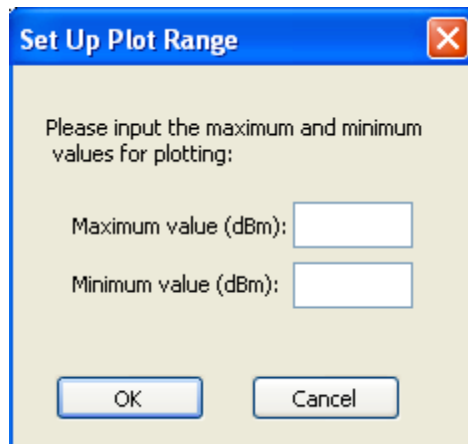 Set Up Plot Range
Please input the maximum and minimum
values for plotting:
Maximum value (dBm):
Minimum value (dBm):
OK
Cancel